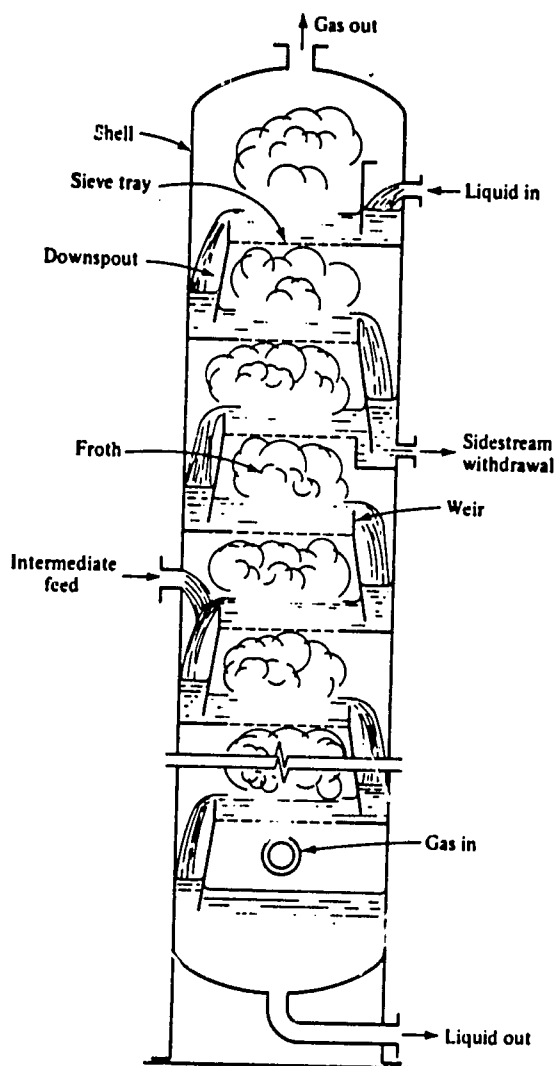 Gas out
Shell
Sieve tray
Liquid in
Downspout
Froth
Sidestream
withdrawal
Weir
Intermediate
feed
Gas in
Liquid out